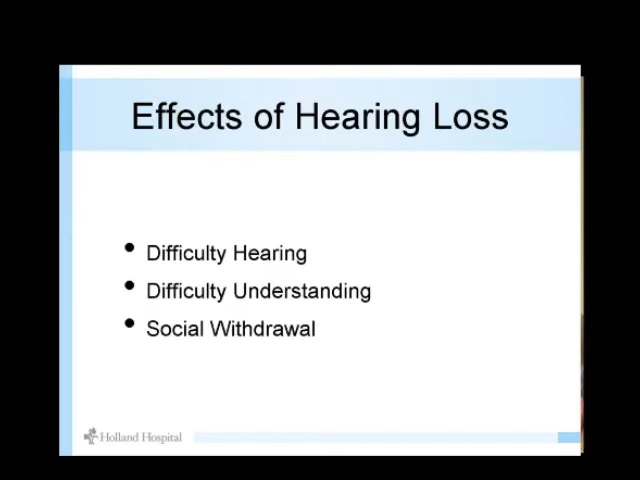 Effects of Hearing Loss
• Difficulty Hearing
• Difficulty Understanding
• Social Withdrawal
Holland Hospital